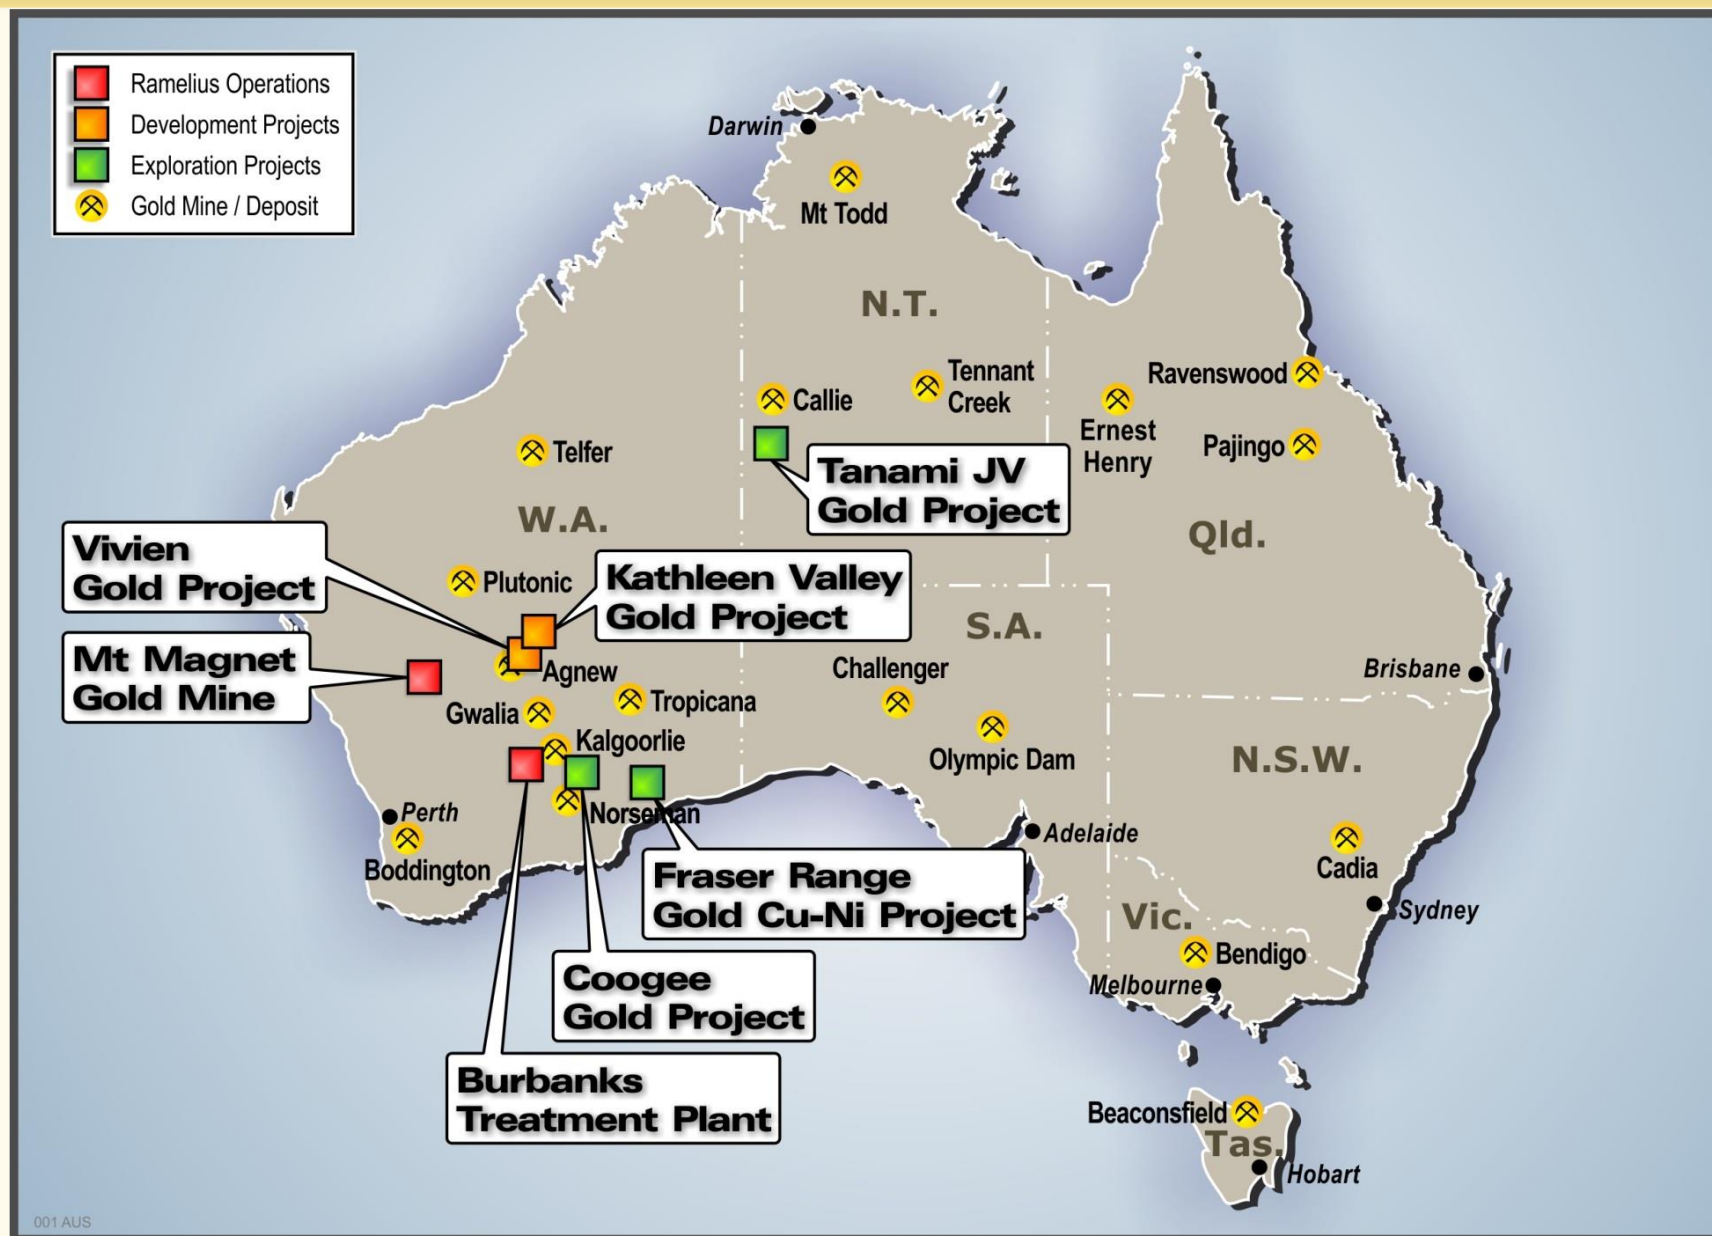 Ramelius Operations
Development Projects
Exploration Projects
Gold Mine / Deposit
Darwin
Mt Todd
N.T.
Callie
Tennant
Creek
Ravenswood
Ernest
Henry
Pajingo
Telfer
Tanami JV
Gold Project
W.A.
Qld.
Vivien
Gold Project
Plutonic
Kathleen Valley
Gold Project
S.A.
Mt Magnet
Gold Mine
Agnew
Challenger
Brisbane
Gwalia
Tropicana
Kalgoorlie
Olympic Dam
N.S.W.
Perth
Norseman
Boddington
Adelaide
Cadia
Fraser Range
Gold Cu-Ni Project
Vic.
Sydney
Bendigo
Melbourne
Coogee
Gold Project
Burbanks
Treatment Plant
Beaconsfield
Tas.
Hobart
001 AUS